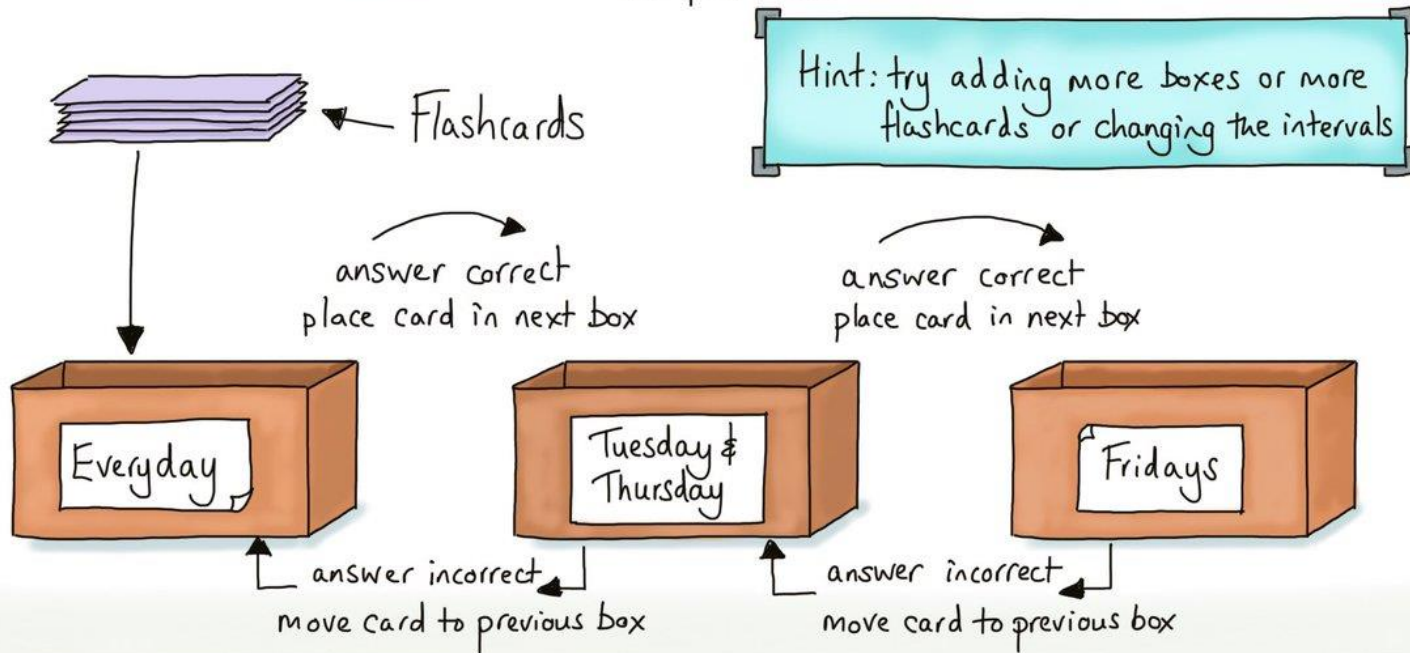 Flashcards
Hint: try adding more boxes or more
flashcards or changing the intervals
answer correct
place card in next box
answer correct
place card in next box
Everyday
Tuesday &
Thursday
Fridays
answer incorrect
move card to previous box
answer incorrect
move card to previous box